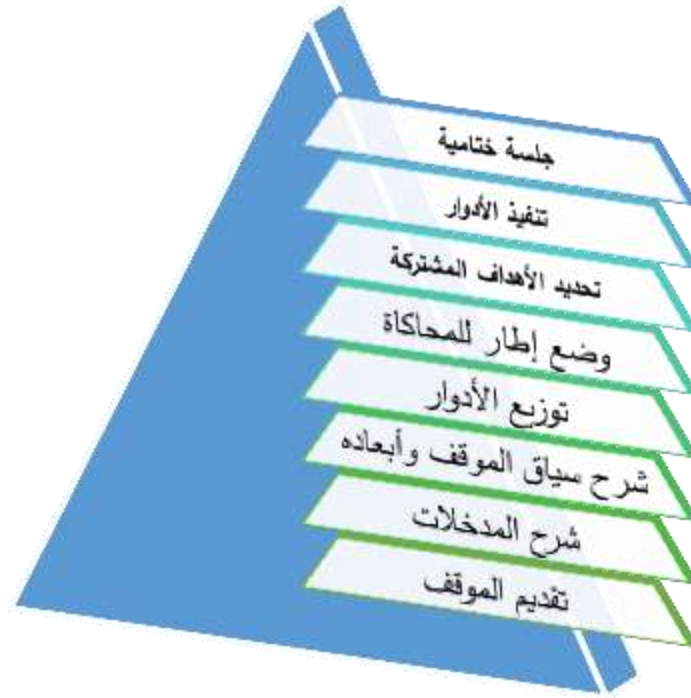 جلسة ختامية
تنفيذ الأدوار
تحديد الأهداف المشتركة
وضع إطار للمحاكاة
توزيع الأدوار
شرح سياق الموقف وأبعاده
شرح المدخلات
تقديم الموقف